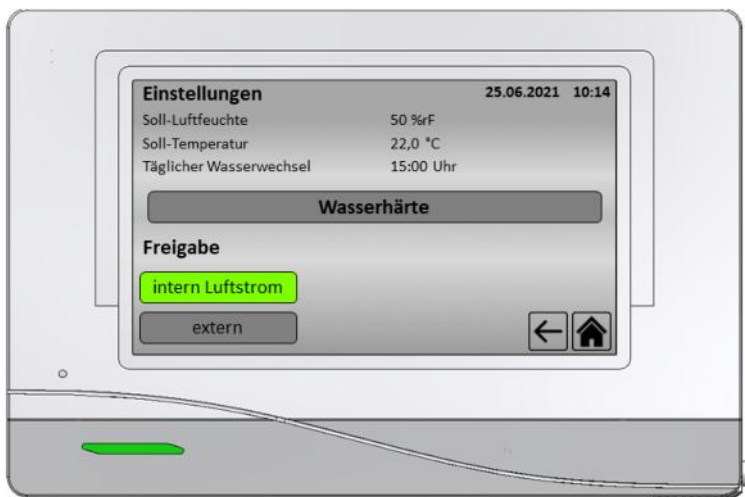 Einstellungen 25.06.2021 10:14
Soll-Luftfeuchte 50 %rF
Soll-Temperatur 22,0 °C
Täglicher Wasserwechsel 15:00 Uhr
Wasserhärte
Freigabe
intern Luftstrom
extern